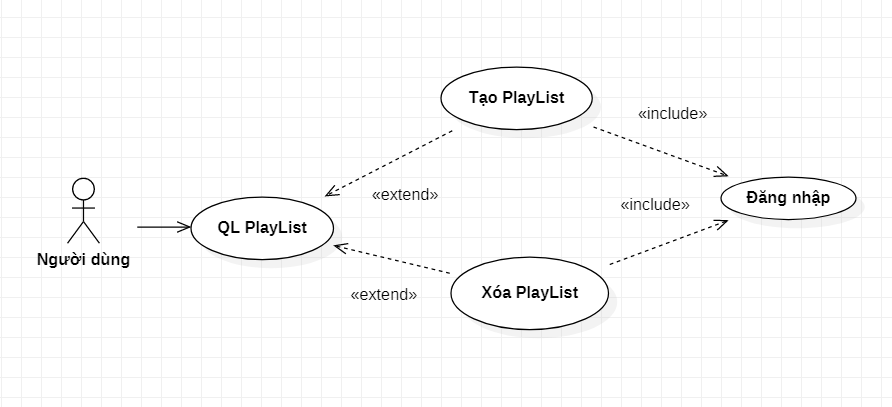 Tạo PlayList
«include»
«extend»
Đăng nhập
«include»
QL PlayList
Người dùng
Xóa PlayList
«extend»